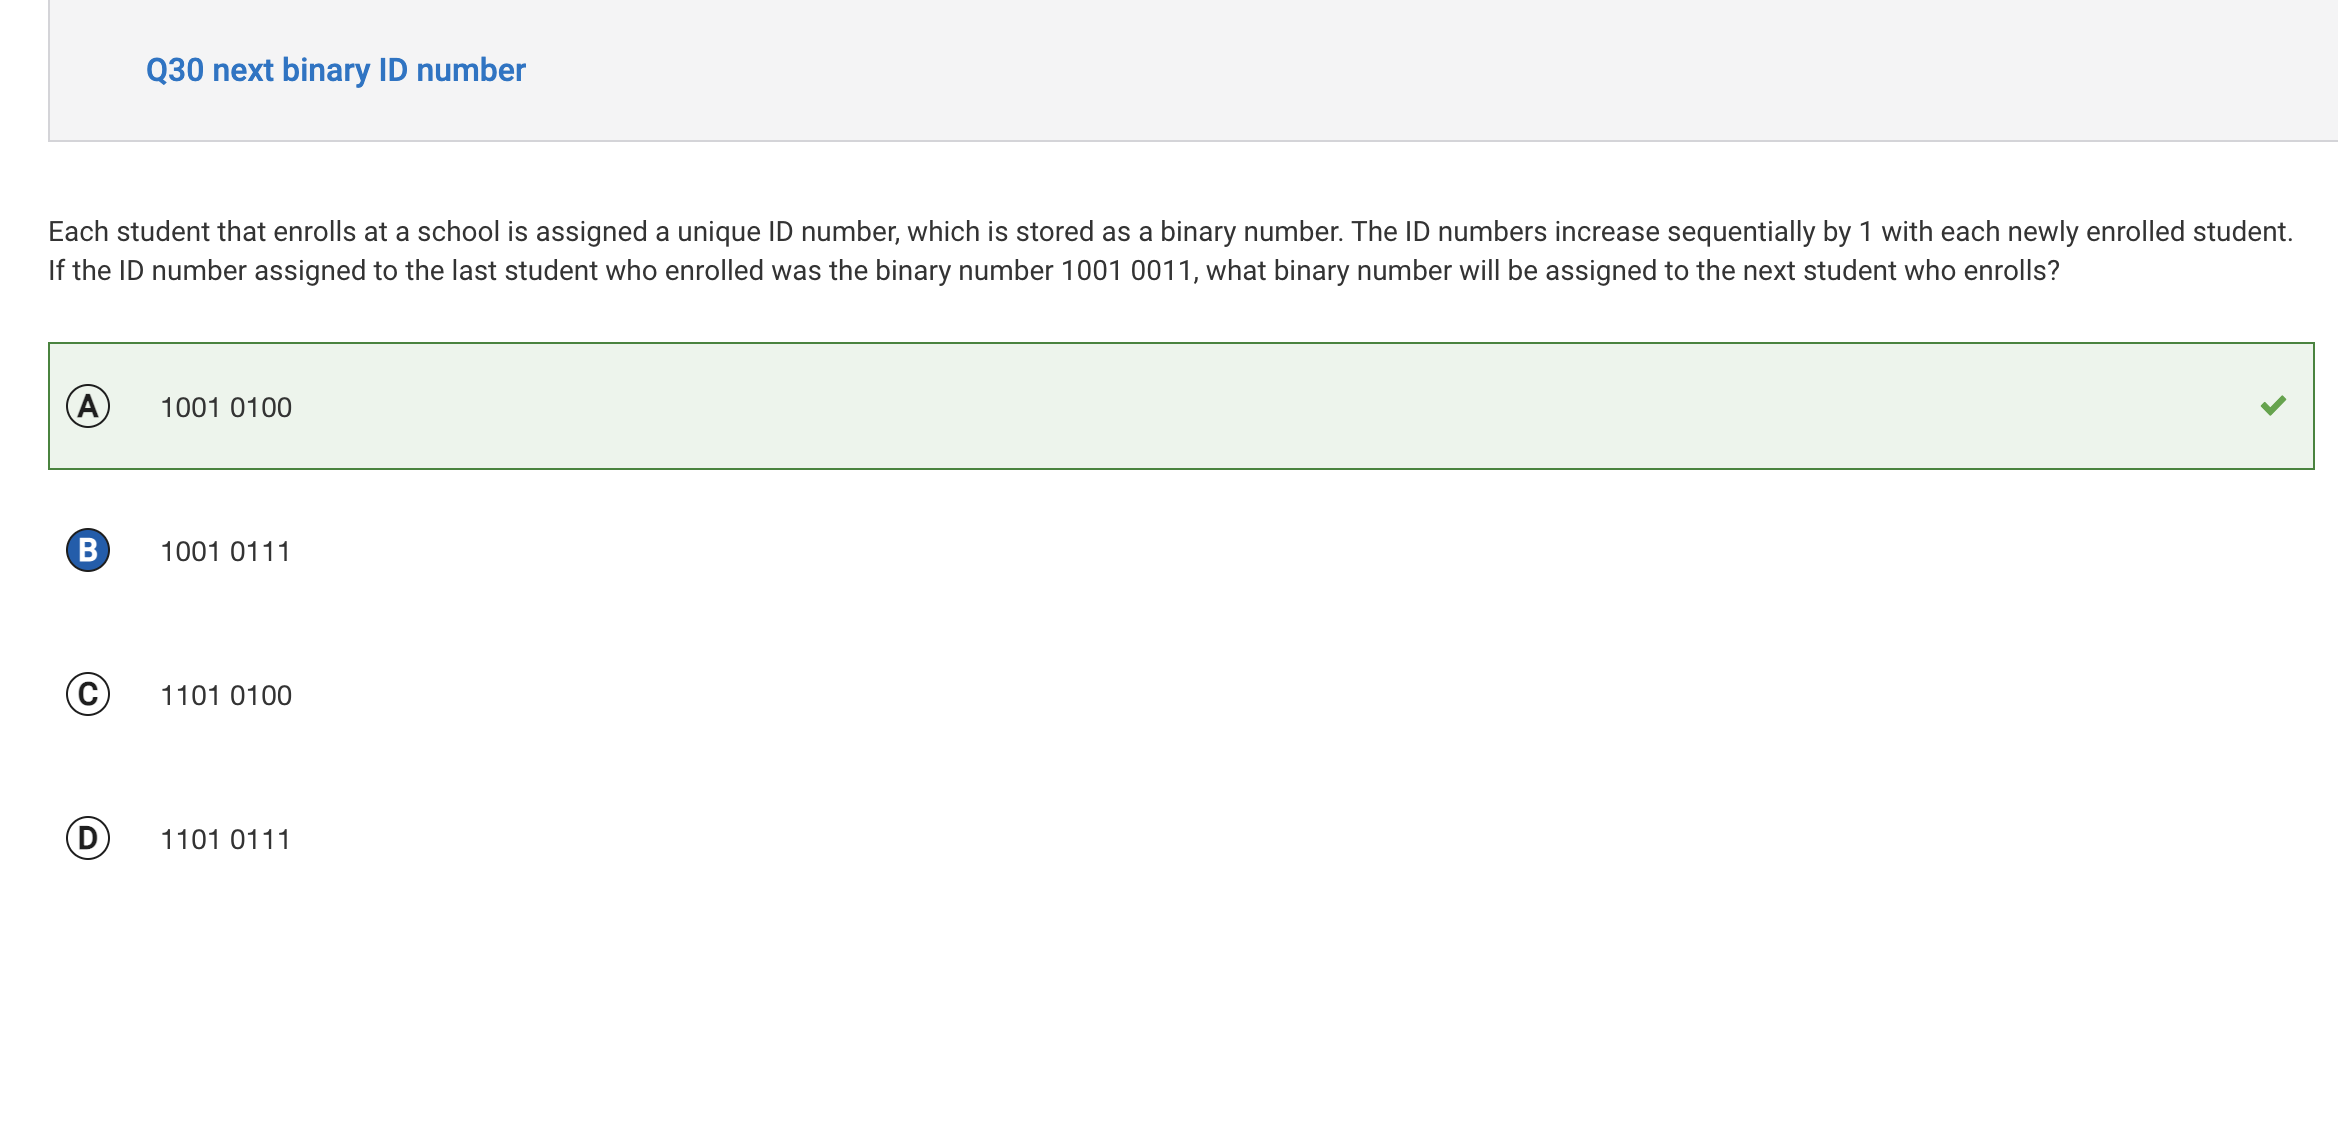 Q30 next binary ID number
Each student that enrolls at a school is assigned a unique ID number, which is stored as a binary number. The ID numbers increase sequentially by 1 with each newly enrolled student.
If the ID number assigned to the last student who enrolled was the binary number 1001 0011, what binary number will be assigned to the next student who enrolls?
A 1001 0100
B 1001 0111
C 1101 0100
D 1101 0111